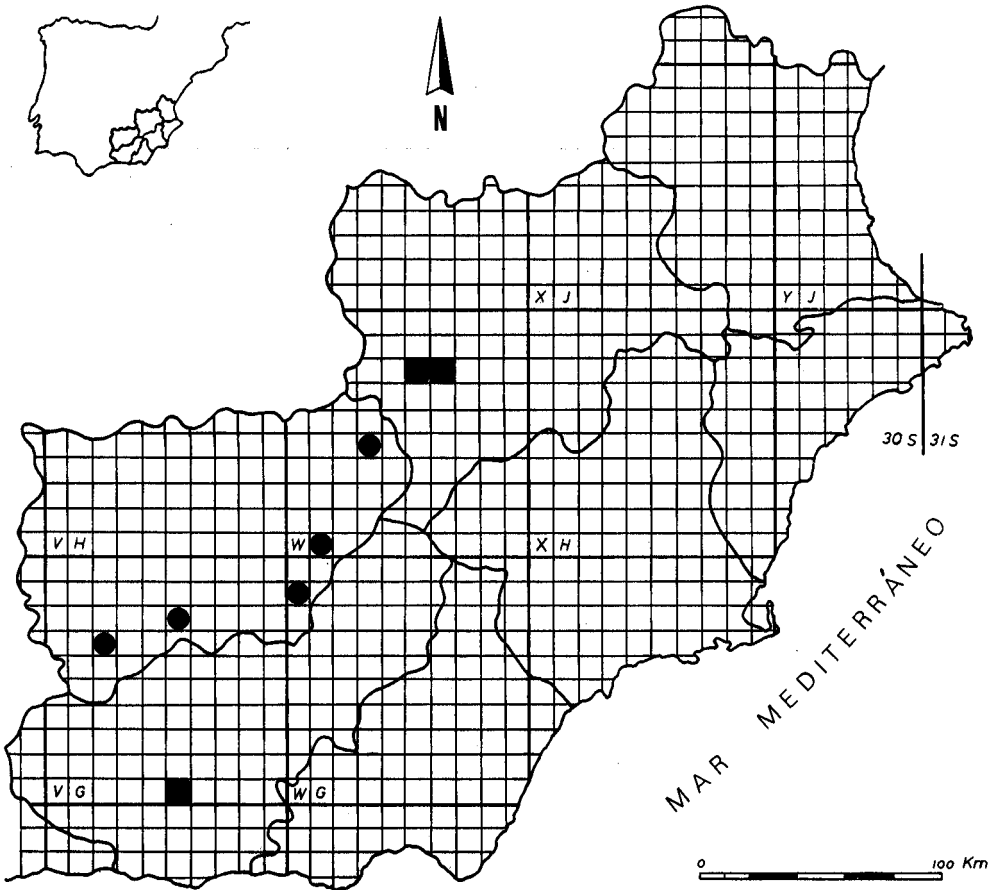 N
X J
Y J
30 S 31 S
V H
W
X H
MAR MEDITERRÁNEO
V G
W G
0 100 Km